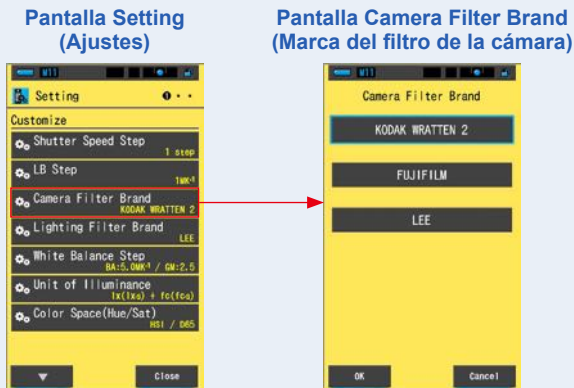 Pantalla Setting
(Ajustes)
M11
Setting
1
Customize
Shutter Speed Step
1 step
LB Step
1MK⁻¹
Camera Filter Brand
KODAK WRATTEN 2
Lighting Filter Brand
LEE
White Balance Step
BA:5.0MK⁻¹ / GM:2.5
Unit of Illuminance
lx(lxs) + fc(fcs)
Color Space(Hue/Sat)
HSI / D65
▼
Close
Pantalla Camera Filter Brand
(Marca del filtro de la cámara)
M11
Camera Filter Brand
KODAK WRATTEN 2
FUJIFILM
LEE
OK
Cancel